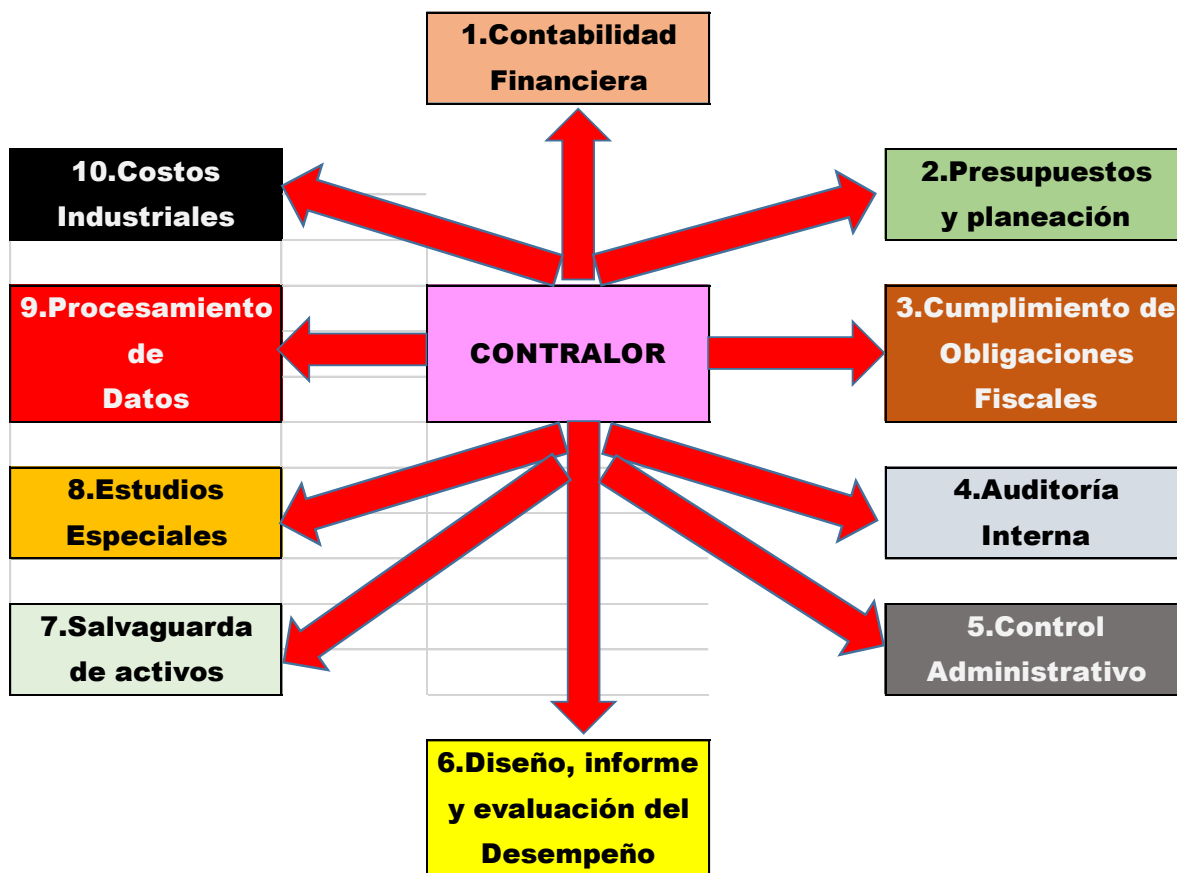 1.Contabilidad
Financiera
10.Costos
Industriales
2.Presupuestos
y planeación
9.Procesamiento
de
Datos
CONTRALOR
3.Cumplimiento de
Obligaciones
Fiscales
8.Estudios
Especiales
4.Auditoría
Interna
7.Salvaguarda
de activos
5.Control
Administrativo
6.Diseño, informe
y evaluación del
Desempeño